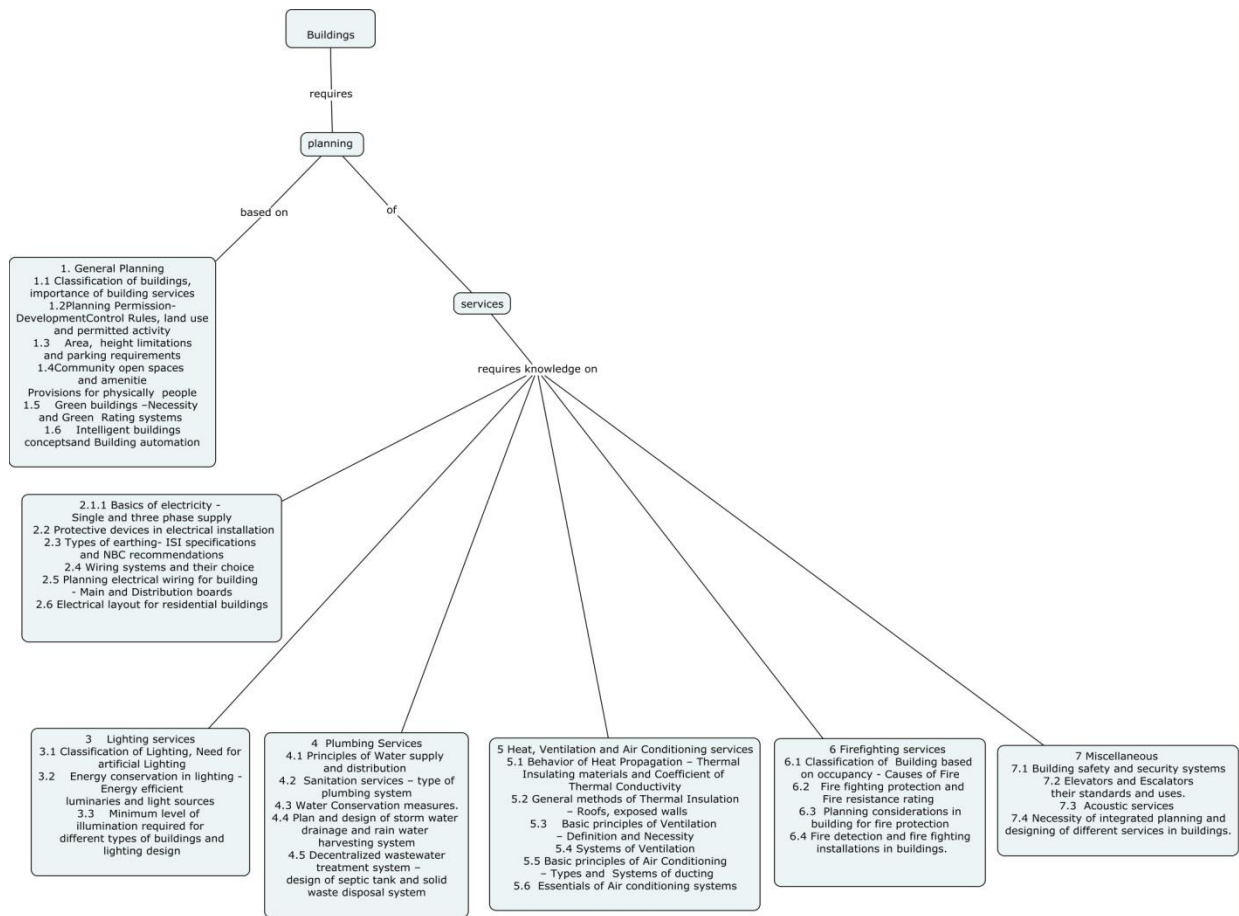 Buildings
requires
planning
based on
of
1. General Planning
1.1 Classification of buildings,
importance of building services
1.2Planning Permission-
DevelopmentControl Rules, land use
and permitted activity
1.3 Area, height limitations
and parking requirements
1.4Community open spaces
and amenitie
Provisions for physically people
1.5 Green buildings –Necessity
and Green Rating systems
1.6 Intelligent buildings
conceptsand Building automation
services
requires knowledge on
2.1.1 Basics of electricity -
Single and three phase supply
2.2 Protective devices in electrical installation
2.3 Types of earthing- ISI specifications
and NBC recommendations
2.4 Wiring systems and their choice
2.5 Planning electrical wiring for building
- Main and Distribution boards
2.6 Electrical layout for residential buildings
3 Lighting services
3.1 Classification of Lighting, Need for
artificial Lighting
3.2 Energy conservation in lighting -
Energy efficient
luminaries and light sources
3.3 Minimum level of
illumination required for
different types of buildings and
lighting design
4 Plumbing Services
4.1 Principles of Water supply
and distribution
4.2 Sanitation services – type of
plumbing system
4.3 Water Conservation measures.
4.4 Plan and design of storm water
drainage and rain water
harvesting system
4.5 Decentralized wastewater
treatment system –
design of septic tank and solid
waste disposal system
5 Heat, Ventilation and Air Conditioning services
5.1 Behavior of Heat Propagation – Thermal
Insulating materials and Coefficient of
Thermal Conductivity
5.2 General methods of Thermal Insulation
– Roofs, exposed walls
5.3 Basic principles of Ventilation
– Definition and Necessity
5.4 Systems of Ventilation
5.5 Basic principles of Air Conditioning
– Types and Systems of ducting
5.6 Essentials of Air conditioning systems
6 Firefighting services
6.1 Classification of Building based
on occupancy - Causes of Fire
6.2 Fire fighting protection and
Fire resistance rating
6.3 Planning considerations in
building for fire protection
6.4 Fire detection and fire fighting
installations in buildings.
7 Miscellaneous
7.1 Building safety and security systems
7.2 Elevators and Escalators
their standards and uses.
7.3 Acoustic services
7.4 Necessity of integrated planning and
designing of different services in buildings.